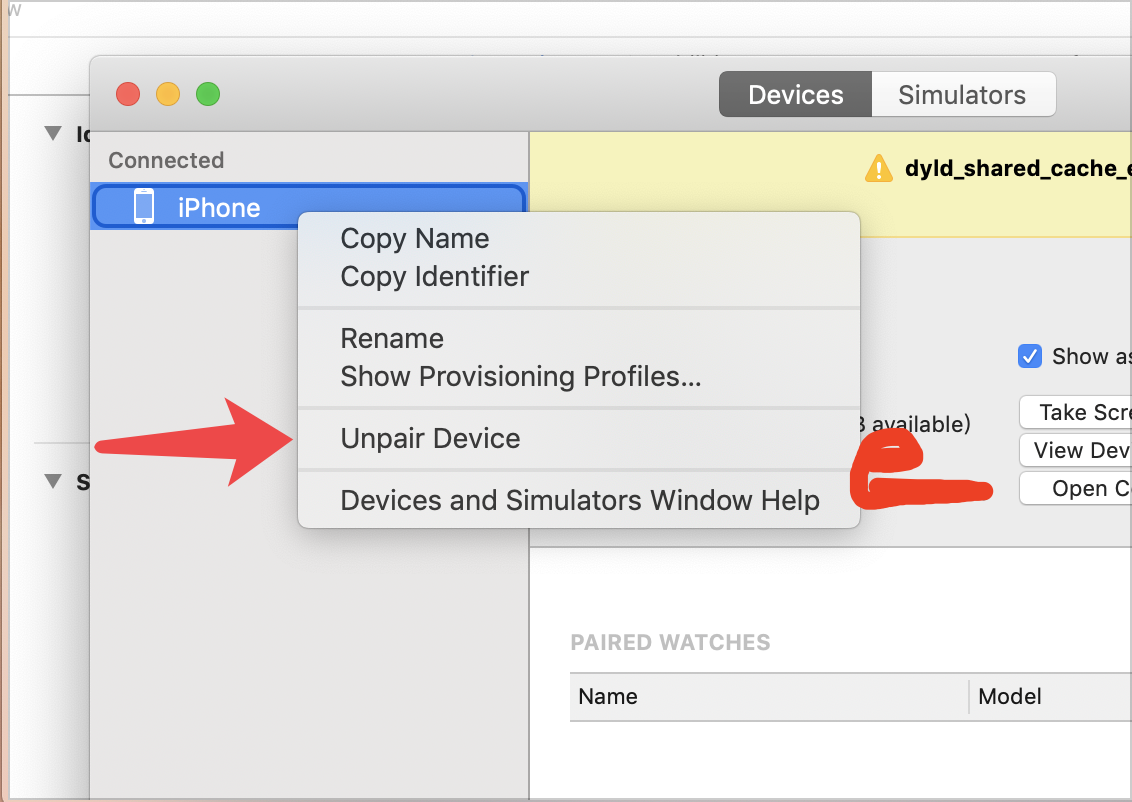 Devices
Simulators
Connected
dyld_shared_cache_e
iPhone
Copy Name
Copy Identifier
Rename
Show Provisioning Profiles...
Show as
Take Scre
available)
Unpair Device
View Dev
Devices and Simulators Window Help
Open C
PAIRED WATCHES
Name
Model